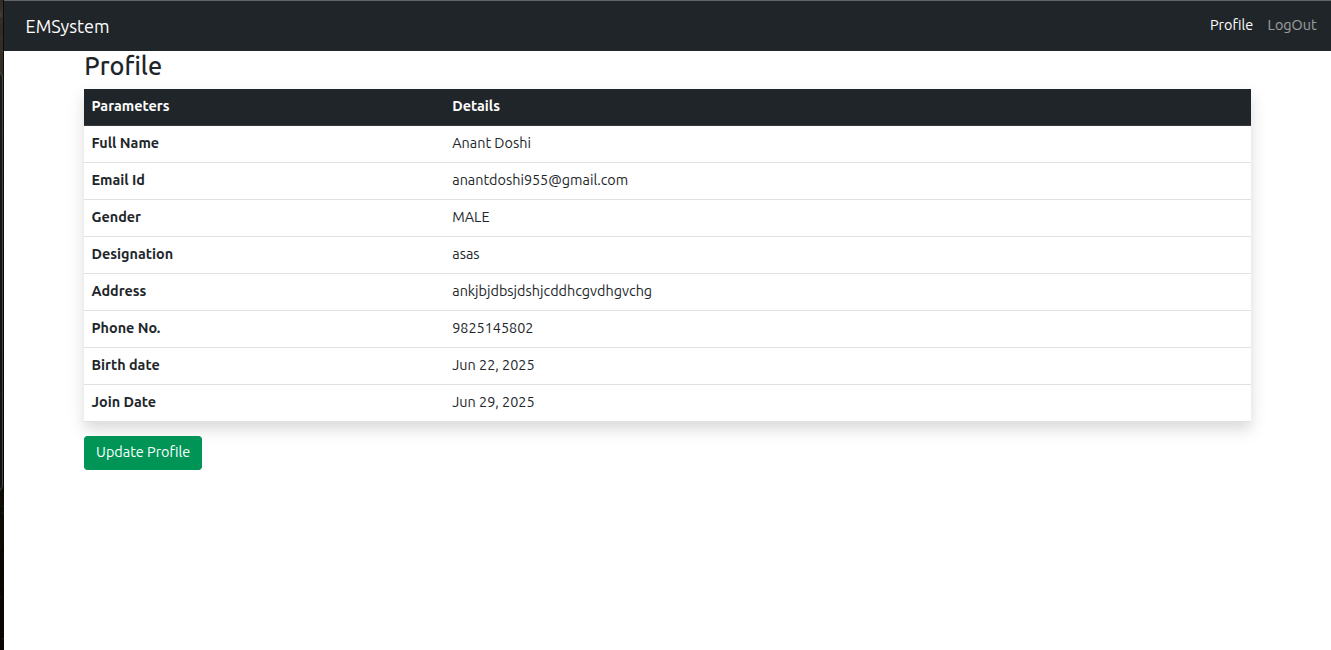 EMSystem Profile LogOut
Profile
Parameters Details
Full Name Anant Doshi
Email Id anantdoshi955@gmail.com
Gender MALE
Designation asas
Address ankjbjdbsjdshjcddhcgvdhgvchg
Phone No. 9825145802
Birth date Jun 22, 2025
Join Date Jun 29, 2025
Update Profile